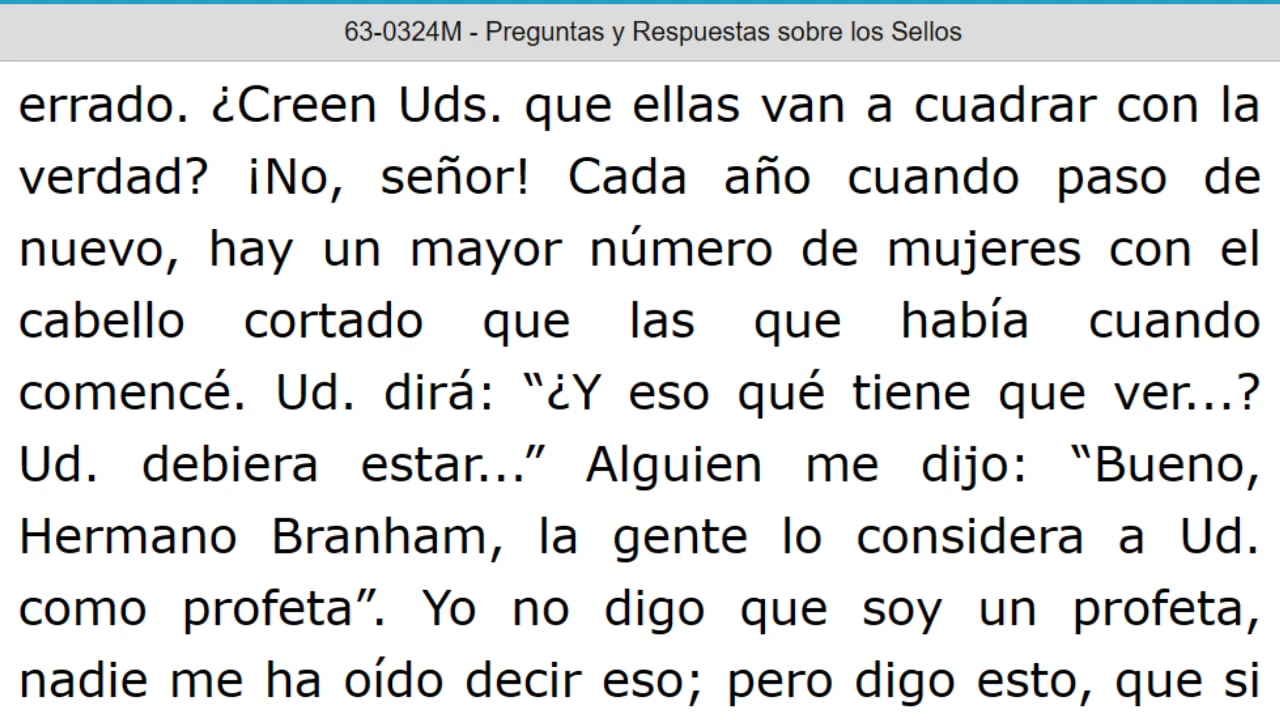 63-0324M - Preguntas y Respuestas sobre los Sellos
errado. ¿Creen Uds. que ellas van a cuadrar con la
verdad? ¡No, señor! Cada año cuando paso de
nuevo, hay un mayor número de mujeres con el
cabello cortado que las que había cuando
comencé. Ud. dirá: “¿Y eso qué tiene que ver...?
Ud. debiera estar...” Alguien me dijo: “Bueno,
Hermano Branham, la gente lo considera a Ud.
como profeta”. Yo no digo que soy un profeta,
nadie me ha oído decir eso; pero digo esto, que si